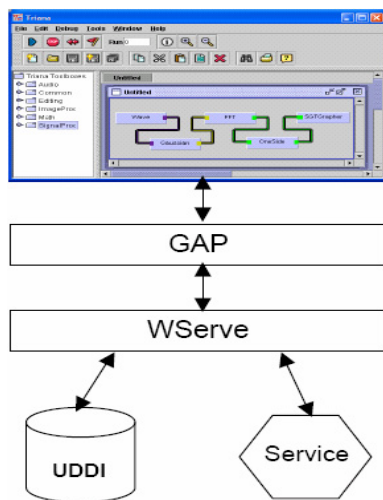 Triana
File Edit Debug Tools Window Help
Run
Triana Toolboxes
Audio
Common
Editing
ImageProc
Math
SignalProc
Untitled
Untitled
Wave
FFT
SGTGrapher
Gaussian
OneSide
GAP
WServe
UDDI
Service